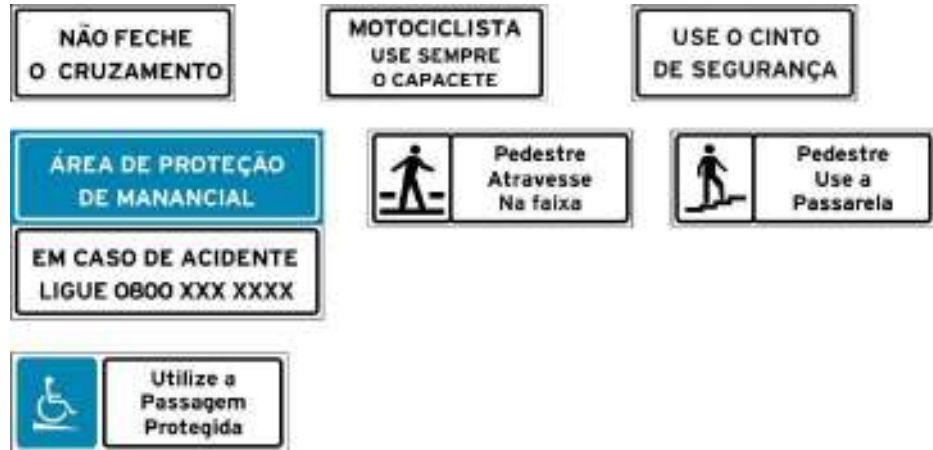 NÃO FECHE
O CRUZAMENTO
MOTOCICLISTA
USE SEMPRE
O CAPACETE
USE O CINTO
DE SEGURANÇA
ÁREA DE PROTEÇÃO
DE MANANCIAL
EM CASO DE ACIDENTE
LIGUE 0800 XXX XXXX
Pedestre
Atravesse
Na faixa
Pedestre
Use a
Passarela
Utilize a
Passagem
Protegida